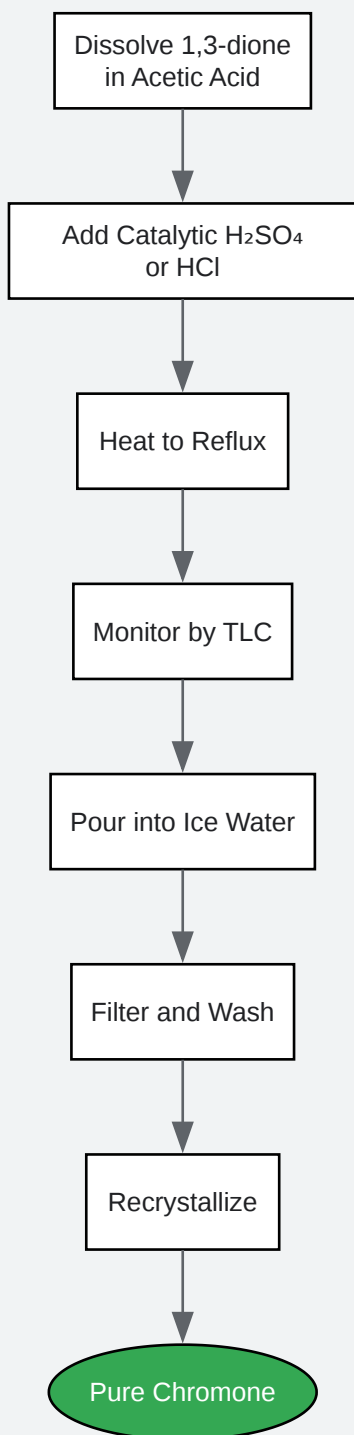 Dissolve 1,3-dione
in Acetic Acid
Add Catalytic H₂SO₄
or HCl
Heat to Reflux
Monitor by TLC
Pour into Ice Water
Filter and Wash
Recrystallize
Pure Chromone